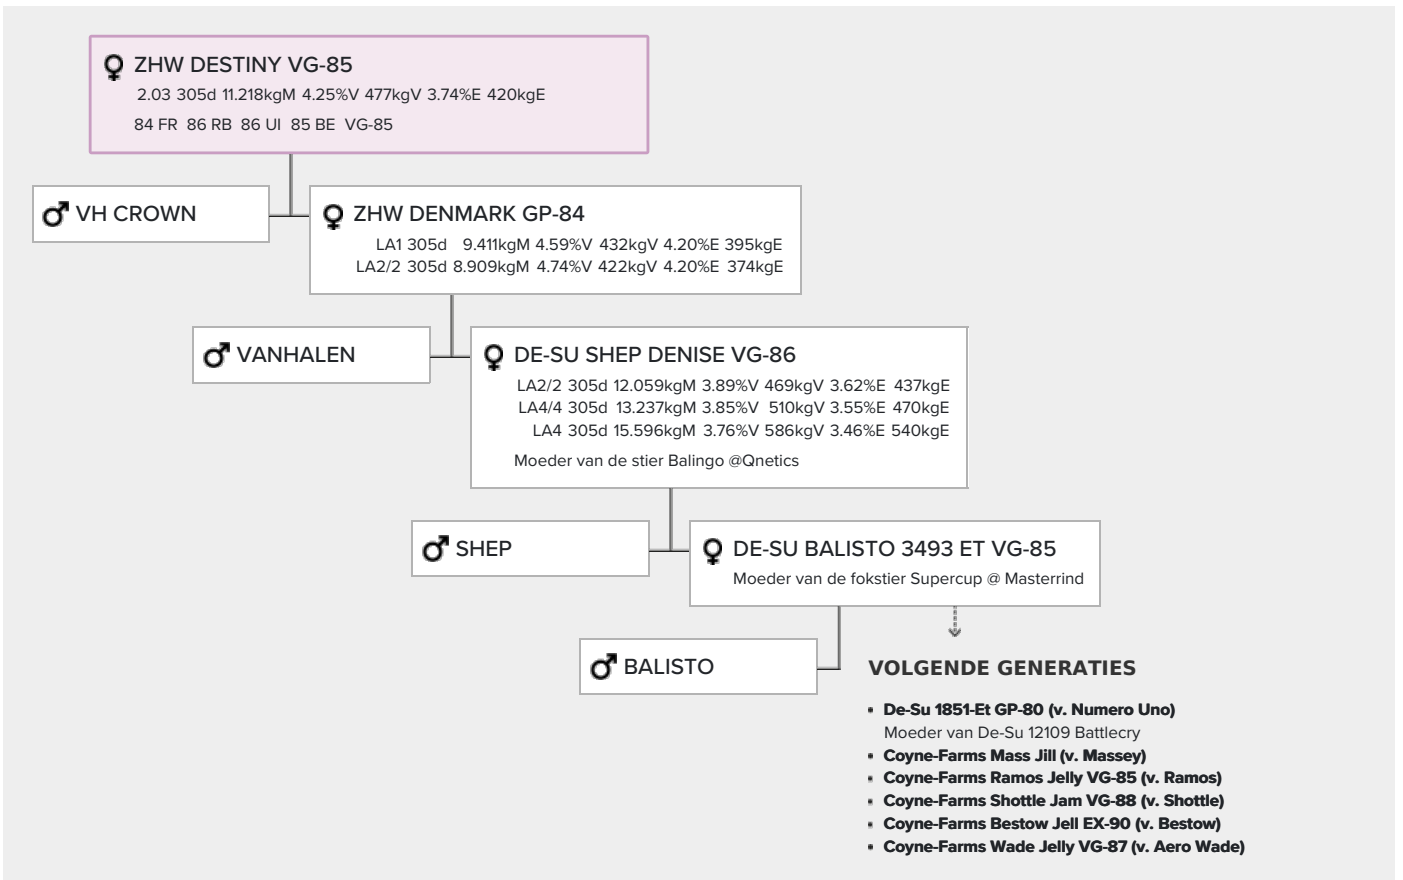 ZHW DESTINY VG-85
2.03 305d 11.218kgM 4.25%V 477kgV 3.74%E 420kgE
84 FR 86 RB 86 UI 85 BE VG-85
VH CROWN
ZHW DENMARK GP-84
LA1 305d 9.411kgM 4.59%V 432kgV 4.20%E 395kgE
LA2/2 305d 8.909kgM 4.74%V 422kgV 4.20%E 374kgE
VANHALEN
DE-SU SHEP DENISE VG-86
LA2/2 305d 12.059kgM 3.89%V 469kgV 3.62%E 437kgE
LA4/4 305d 13.237kgM 3.85%V 510kgV 3.55%E 470kgE
LA4 305d 15.596kgM 3.76%V 586kgV 3.46%E 540kgE
Moeder van de stier Balingo @Qnetics
SHEP
DE-SU BALISTO 3493 ET VG-85
Moeder van de fokstier Supercup @ Masterrind
BALISTO
VOLGENDE GENERATIES
• De-Su 1851-Et GP-80 (v. Numero Uno)
Moeder van De-Su 12109 Battlecry
• Coyne-Farms Mass Jill (v. Massey)
• Coyne-Farms Ramos Jelly VG-85 (v. Ramos)
• Coyne-Farms Shottle Jam VG-88 (v. Shottle)
• Coyne-Farms Bestow Jell EX-90 (v. Bestow)
• Coyne-Farms Wade Jelly VG-87 (v. Aero Wade)